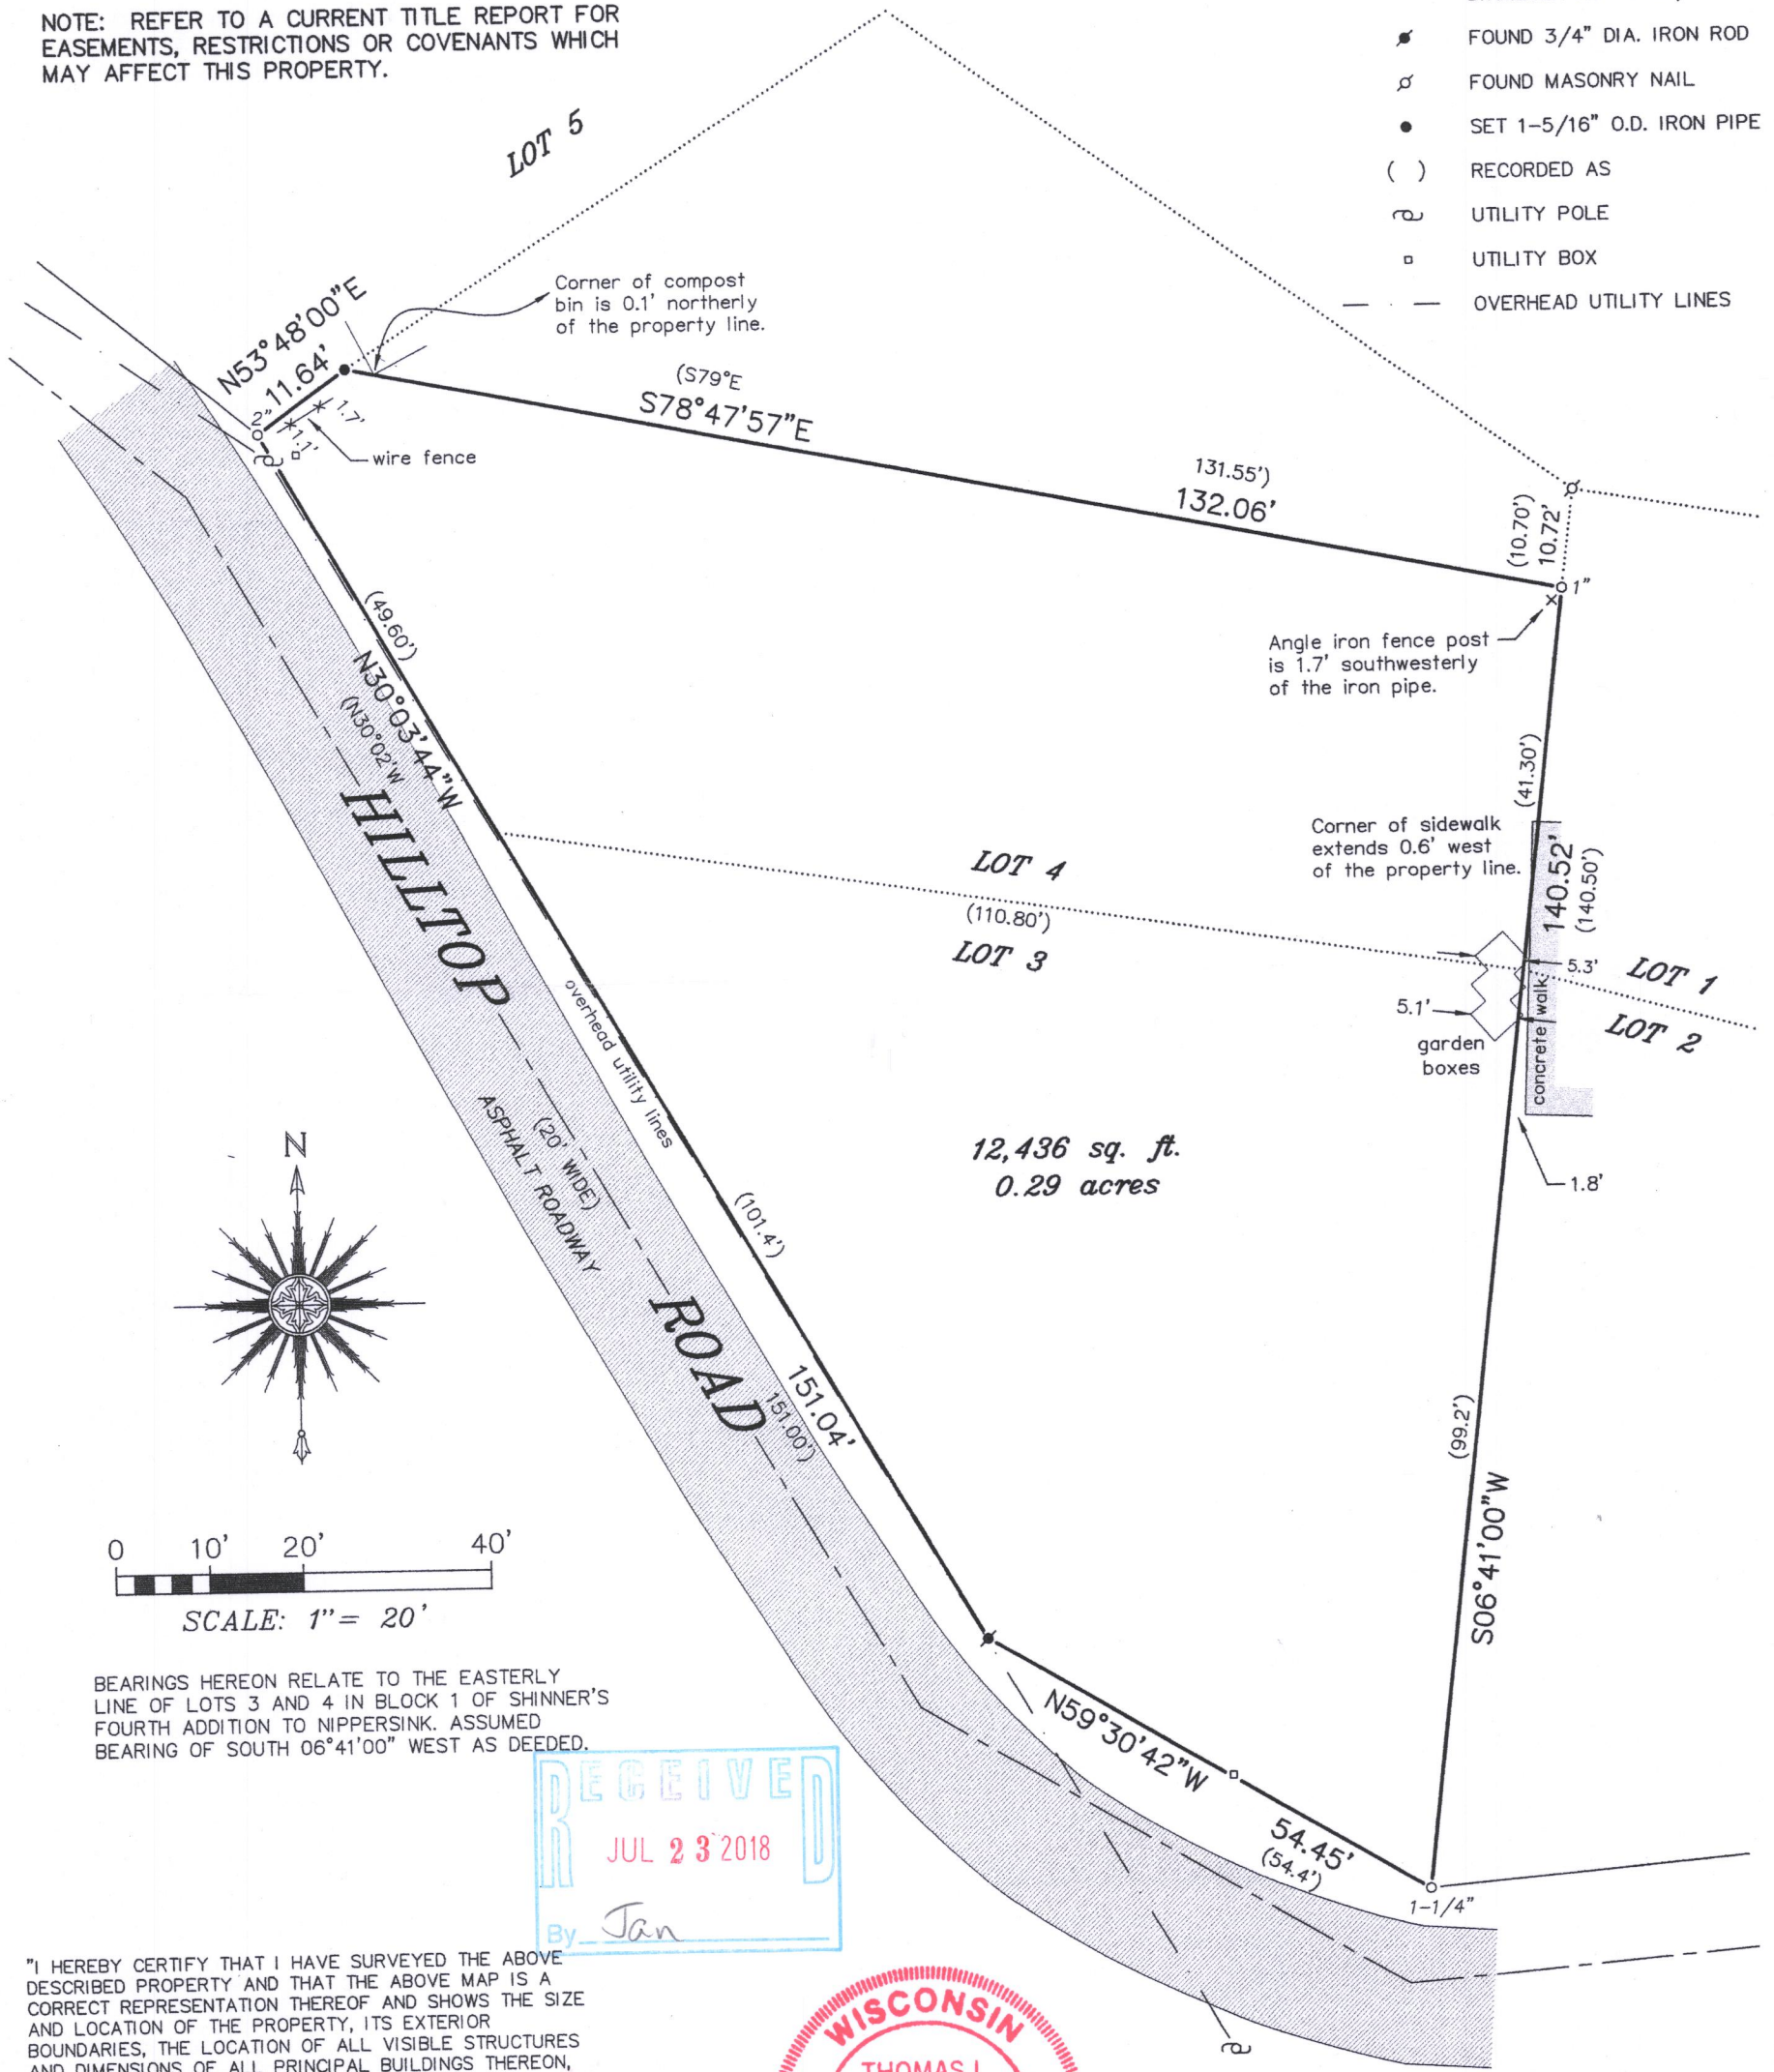 NOTE: REFER TO A CURRENT TITLE REPORT FOR
EASEMENTS, RESTRICTIONS OR COVENANTS WHICH
MAY AFFECT THIS PROPERTY.
FOUND 3/4" DIA. IRON ROD
FOUND MASONRY NAIL
SET 1-5/16" O.D. IRON PIPE
( ) RECORDED AS
UTILITY POLE
UTILITY BOX
OVERHEAD UTILITY LINES
LOT 5
Corner of compost
bin is 0.1' northerly
of the property line.
N53°48'00"E
11.64'
2"
1.7'
1.1'
wire fence
(S79°E
S78°47'57"E
131.55')
132.06'
(10.70')
10.72'
1"
Angle iron fence post
is 1.7' southwesterly
of the iron pipe.
(49.60')
N30°03'44"W
(N30°02'W
(41.30')
Corner of sidewalk
extends 0.6' west
of the property line.
140.52'
(140.50')
LOT 4
(110.80')
LOT 3
5.3'
LOT 1
LOT 2
5.1'
garden
boxes
concrete walk
1.8'
HILLTOP
ROAD
(20' WIDE)
ASPHALT ROADWAY
overhead utility lines
12,436 sq. ft.
0.29 acres
(101.4')
151.04'
151.00')
(99.2')
S06°41'00"W
N
0 10' 20' 40'
SCALE: 1"= 20'
BEARINGS HEREON RELATE TO THE EASTERLY
LINE OF LOTS 3 AND 4 IN BLOCK 1 OF SHINNER'S
FOURTH ADDITION TO NIPPERSINK. ASSUMED
BEARING OF SOUTH 06°41'00" WEST AS DEEDED.
N59°30'42"W
54.45'
(54.4')
1-1/4"
RECEIVED
JUL 23 2018
By Jan
"I HEREBY CERTIFY THAT I HAVE SURVEYED THE ABOVE
DESCRIBED PROPERTY AND THAT THE ABOVE MAP IS A
CORRECT REPRESENTATION THEREOF AND SHOWS THE SIZE
AND LOCATION OF THE PROPERTY, ITS EXTERIOR
BOUNDARIES, THE LOCATION OF ALL VISIBLE STRUCTURES
AND DIMENSIONS OF ALL PRINCIPAL BUILDINGS THEREON,
WISCONSIN
THOMAS J.